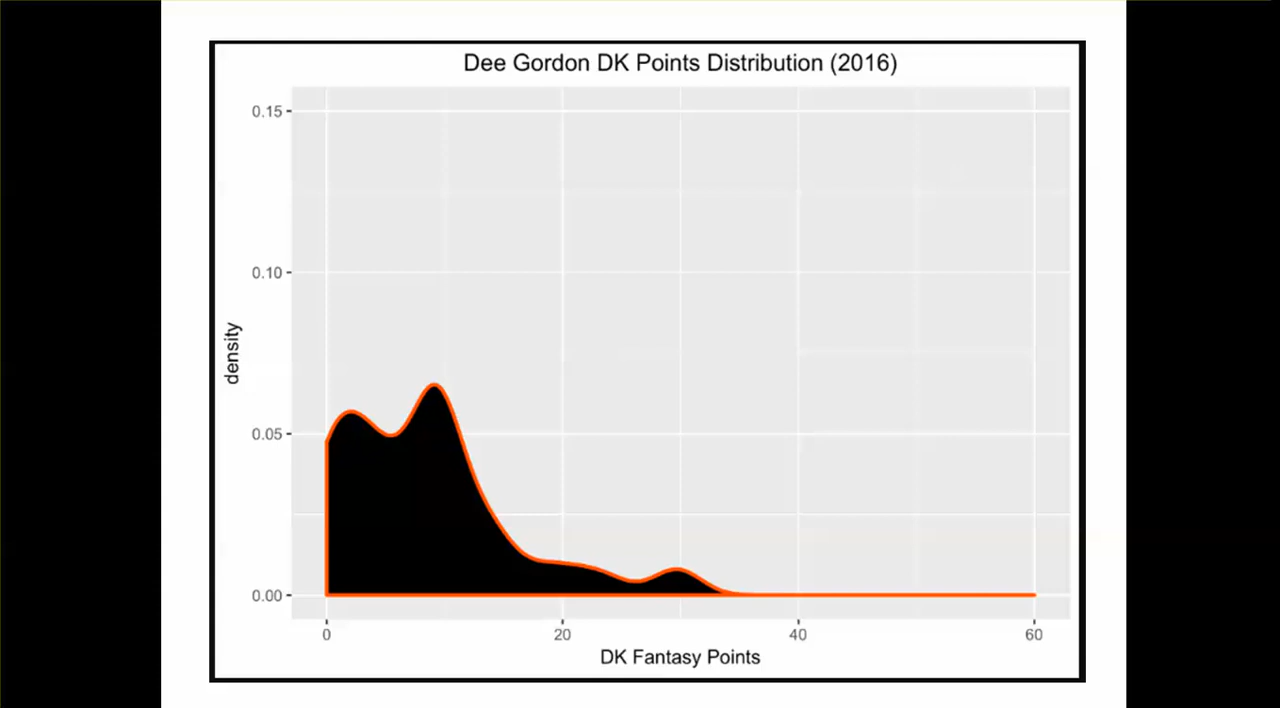 Dee Gordon DK Points Distribution (2016)
0.15
0.10
0.05
0.00
density
0 20 40 60
DK Fantasy Points